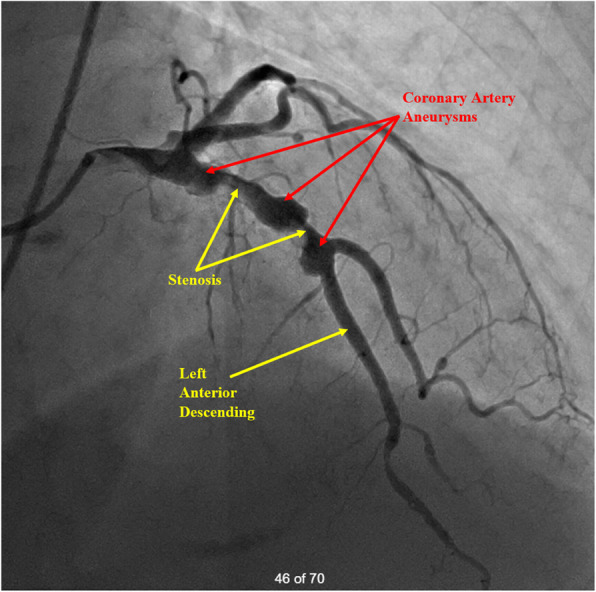 Coronary Artery
Aneurysms
Stenosis
Left
Anterior
Descending
46 of 70